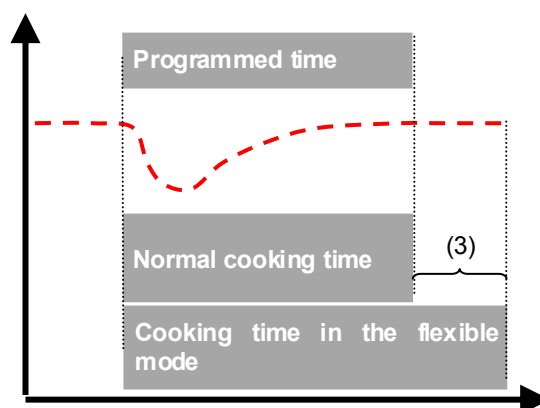 Programmed time
Normal cooking time
(3)
Cooking time in the flexible
mode